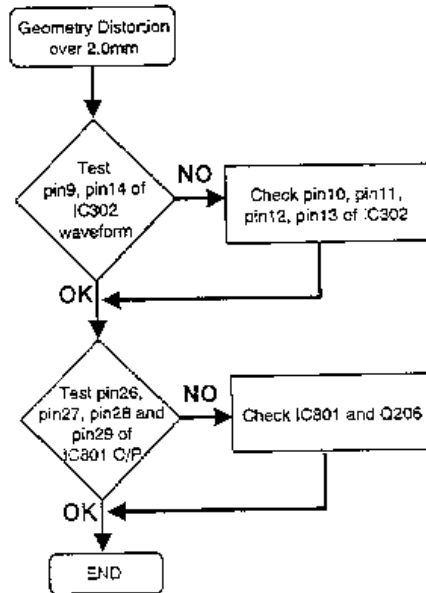 Geometry Distortion
over 2.0mm
Test
pin9, pin14 of
IC302
waveform
NO
Check pin10, pin11,
pin12, pin13 of IC302
OK
Test pin26,
pin27, pin28 and
pin29 of
IC801 C/P
NO
Check IC801 and Q206
OK
END